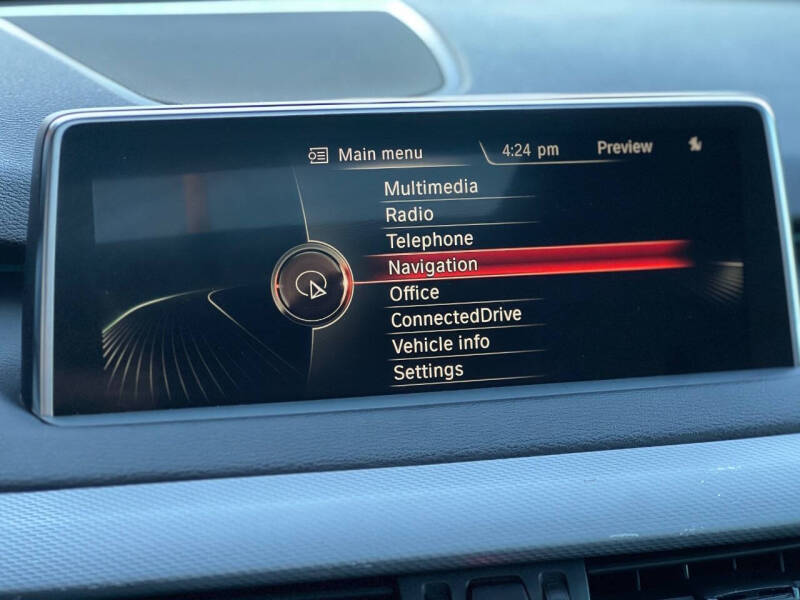 Main menu 4:24 pm Preview
Multimedia
Radio
Telephone
Navigation
Office
ConnectedDrive
Vehicle info
Settings